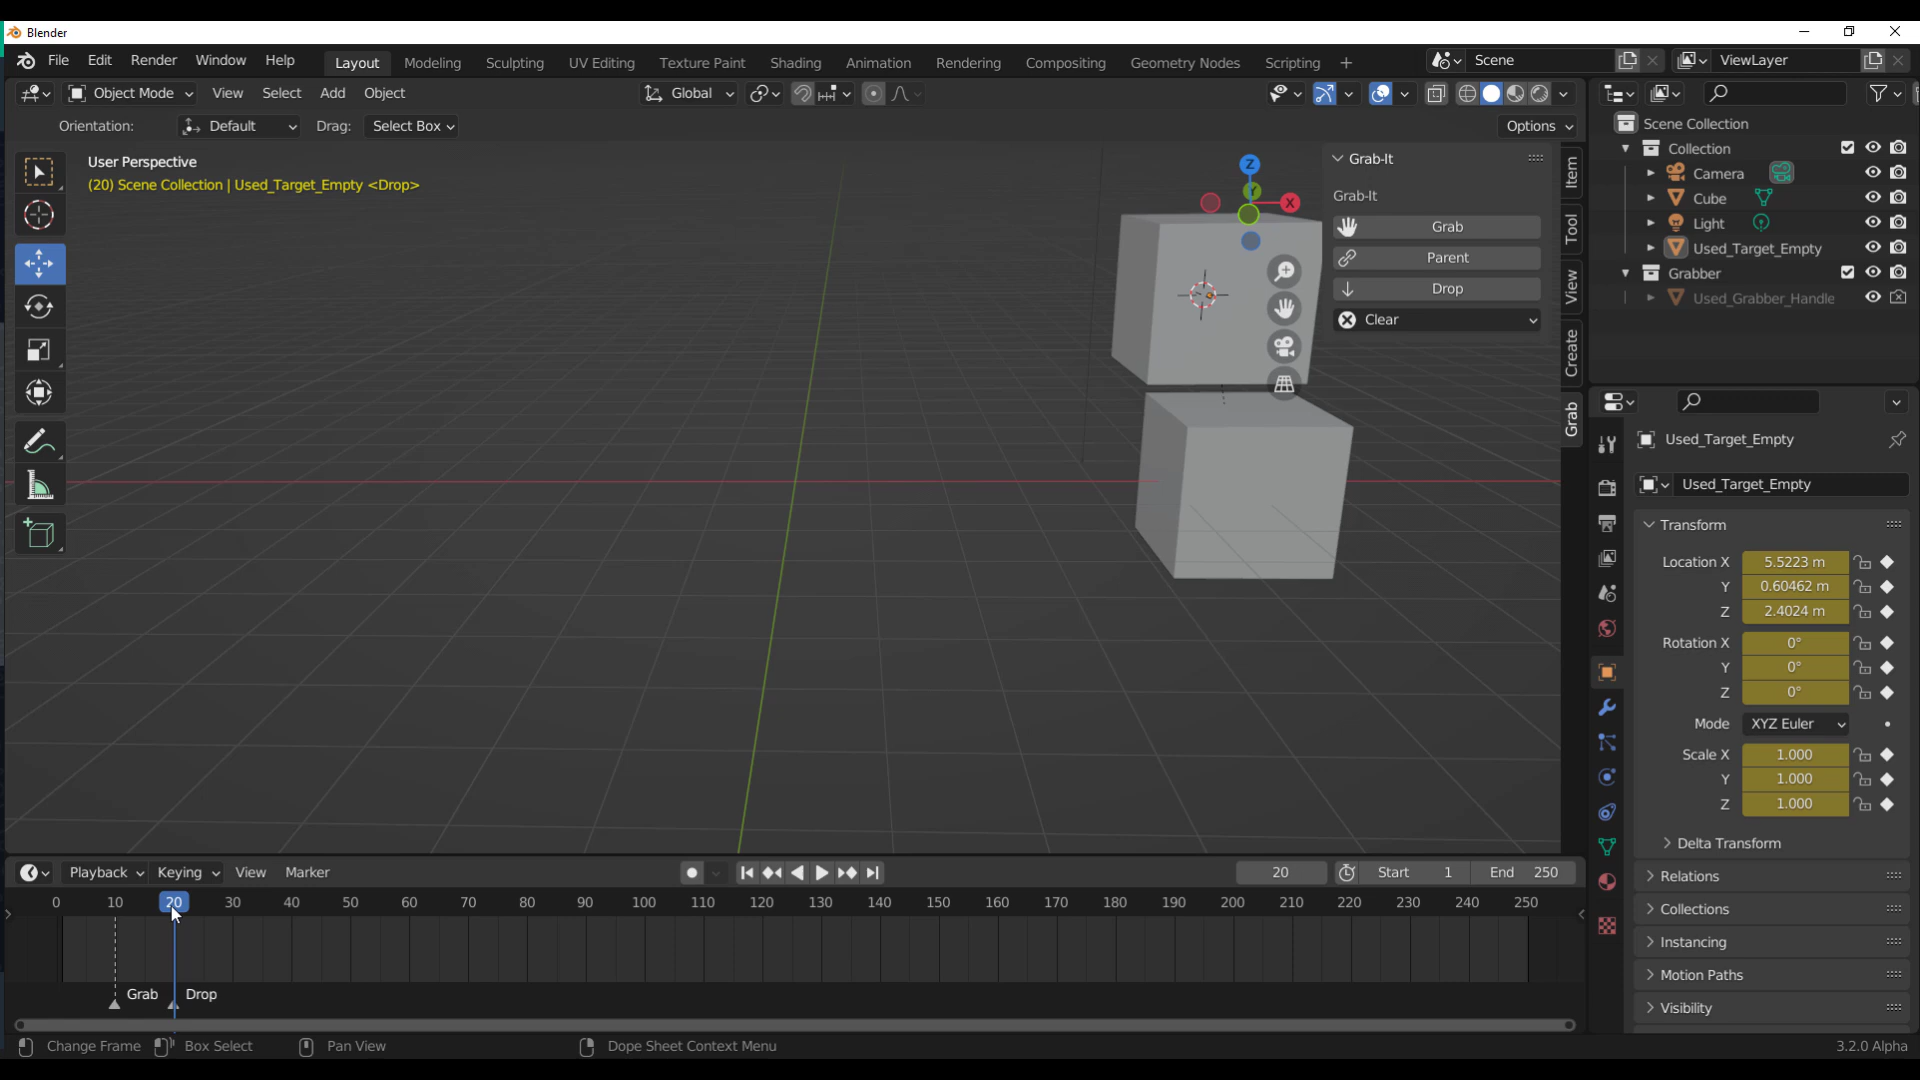 Blender
File Edit Render Window Help Layout Modeling Sculpting UV Editing Texture Paint Shading Animation Rendering Compositing Geometry Nodes Scripting + Scene ViewLayer
Object Mode View Select Add Object Global
Orientation: Default Drag: Select Box Options
User Perspective
(20) Scene Collection | Used_Target_Empty <Drop>
Z
Y
X
Grab-It
Grab-It
Grab
Parent
Drop
Clear
Item
Tool
View
Create
Grab
Scene Collection
Collection
Camera
Cube
Light
Used_Target_Empty
Grabber
Used_Grabber_Handle
Used_Target_Empty
Used_Target_Empty
Transform
Location X 5.5223 m
Y 0.60462 m
Z 2.4024 m
Rotation X 0°
Y 0°
Z 0°
Mode XYZ Euler
Scale X 1.000
Y 1.000
Z 1.000
Delta Transform
Relations
Collections
Instancing
Motion Paths
Visibility
Playback Keying View Marker 20 Start 1 End 250
0 10 20 30 40 50 60 70 80 90 100 110 120 130 140 150 160 170 180 190 200 210 220 230 240 250
Grab Drop
Change Frame Box Select Pan View Dope Sheet Context Menu 3.2.0 Alpha